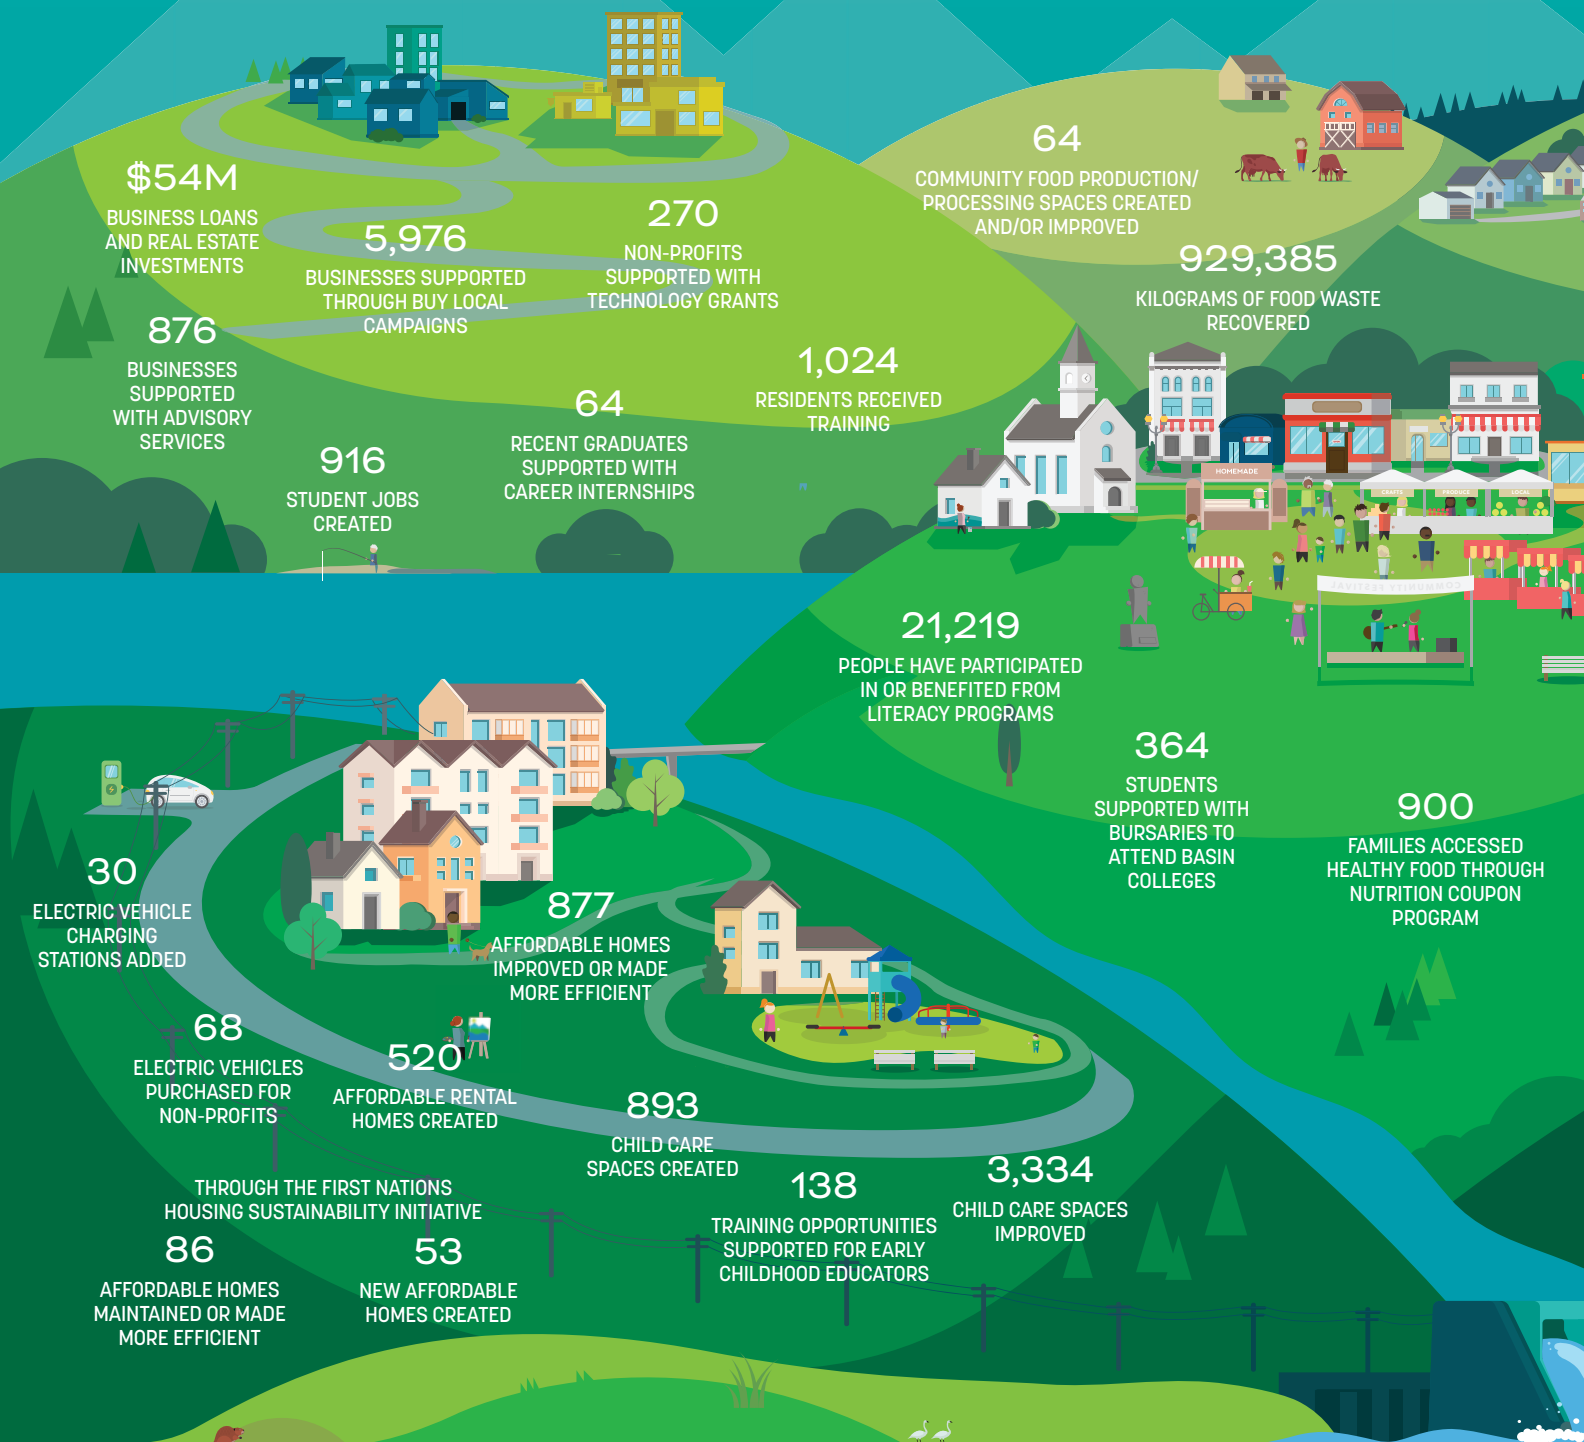 $54M
BUSINESS LOANS
AND REAL ESTATE
INVESTMENTS
5,976
BUSINESSES SUPPORTED
THROUGH BUY LOCAL
CAMPAIGNS
270
NON-PROFITS
SUPPORTED WITH
TECHNOLOGY GRANTS
64
COMMUNITY FOOD PRODUCTION/
PROCESSING SPACES CREATED
AND/OR IMPROVED
929,385
KILOGRAMS OF FOOD WASTE
RECOVERED
876
BUSINESSES
SUPPORTED
WITH ADVISORY
SERVICES
916
STUDENT JOBS
CREATED
64
RECENT GRADUATES
SUPPORTED WITH
CAREER INTERNSHIPS
1,024
RESIDENTS RECEIVED
TRAINING
HOMEMADE
CRAFTS
PRODUCE
LOCAL
COMMUNITY FESTIVAL
21,219
PEOPLE HAVE PARTICIPATED
IN OR BENEFITED FROM
LITERACY PROGRAMS
364
STUDENTS
SUPPORTED WITH
BURSARIES TO
ATTEND BASIN
COLLEGES
900
FAMILIES ACCESSED
HEALTHY FOOD THROUGH
NUTRITION COUPON
PROGRAM
30
ELECTRIC VEHICLE
CHARGING
STATIONS ADDED
877
AFFORDABLE HOMES
IMPROVED OR MADE
MORE EFFICIENT
68
ELECTRIC VEHICLES
PURCHASED FOR
NON-PROFITS
520
AFFORDABLE RENTAL
HOMES CREATED
893
CHILD CARE
SPACES CREATED
138
TRAINING OPPORTUNITIES
SUPPORTED FOR EARLY
CHILDHOOD EDUCATORS
3,334
CHILD CARE SPACES
IMPROVED
THROUGH THE FIRST NATIONS
HOUSING SUSTAINABILITY INITIATIVE
86
AFFORDABLE HOMES
MAINTAINED OR MADE
MORE EFFICIENT
53
NEW AFFORDABLE
HOMES CREATED